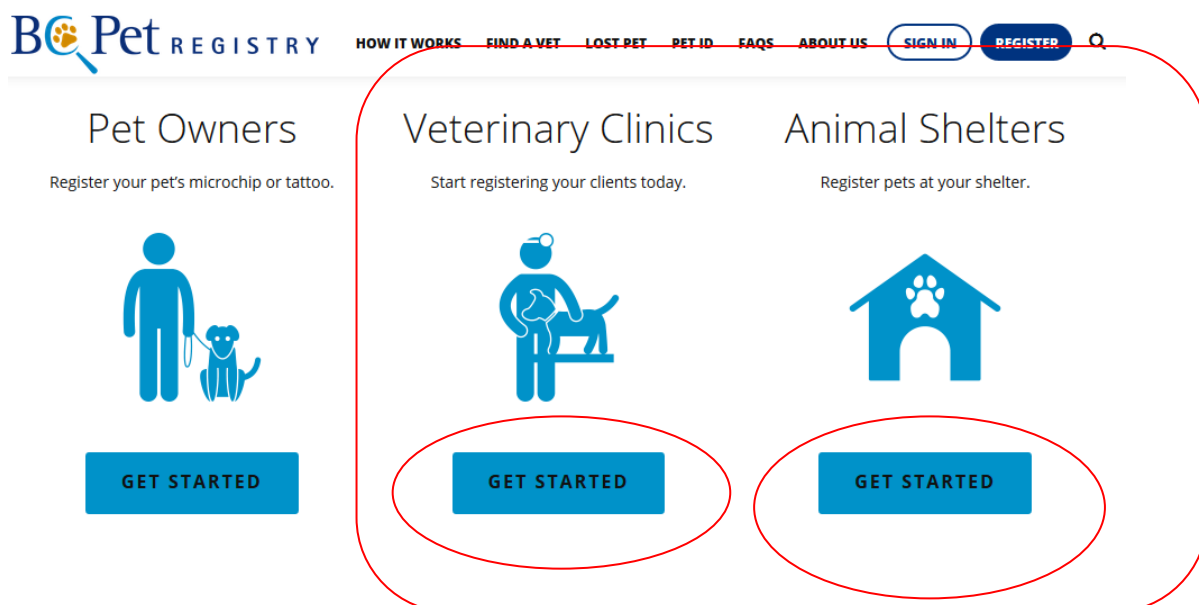 BC Pet REGISTRY HOW IT WORKS FIND A VET LOST PET PET ID FAQS ABOUT US SIGN IN REGISTER
Pet Owners Veterinary Clinics Animal Shelters
Register your pet's microchip or tattoo. Start registering your clients today. Register pets at your shelter.
GET STARTED GET STARTED GET STARTED